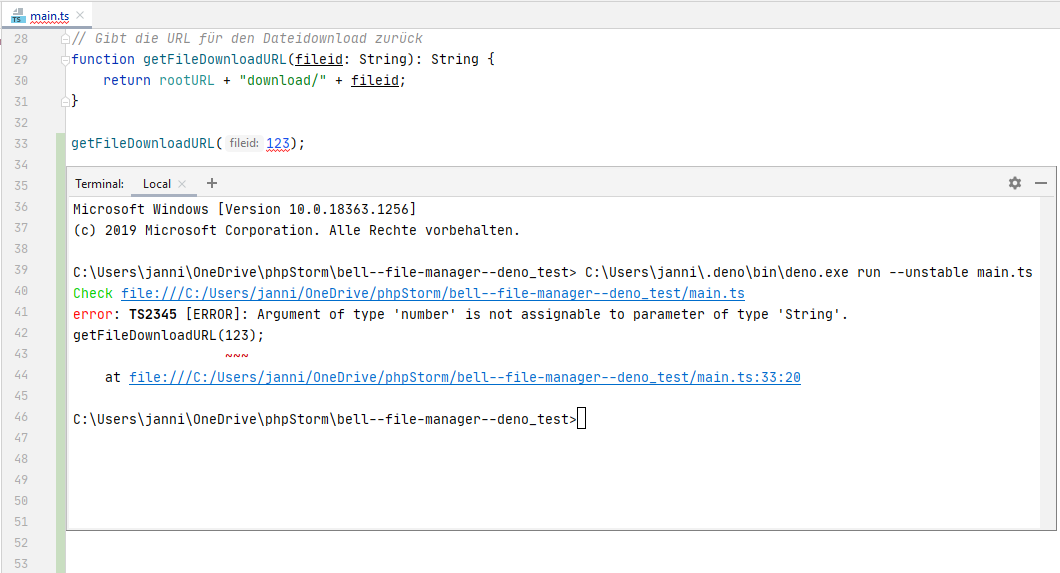 TS main.ts
28 // Gibt die URL für den Dateidownload zurück
29 function getFileDownloadURL(fileid: String): String {
30 return rootURL + "download/" + fileid;
31 }
32
33 getFileDownloadURL( fileid: 123);
34
35 Terminal: Local
36 Microsoft Windows [Version 10.0.18363.1256]
37 (c) 2019 Microsoft Corporation. Alle Rechte vorbehalten.
38
39 C:\Users\janni\OneDrive\phpStorm\bell--file-manager--deno_test> C:\Users\janni\.deno\bin\deno.exe run --unstable main.ts
40 Check file:///C:/Users/janni/OneDrive/phpStorm/bell--file-manager--deno_test/main.ts
41 error: TS2345 [ERROR]: Argument of type 'number' is not assignable to parameter of type 'String'.
42 getFileDownloadURL(123);
43 ~~~
44 at file:///C:/Users/janni/OneDrive/phpStorm/bell--file-manager--deno_test/main.ts:33:20
45
46 C:\Users\janni\OneDrive\phpStorm\bell--file-manager--deno_test>
47
48
49
50
51
52
53